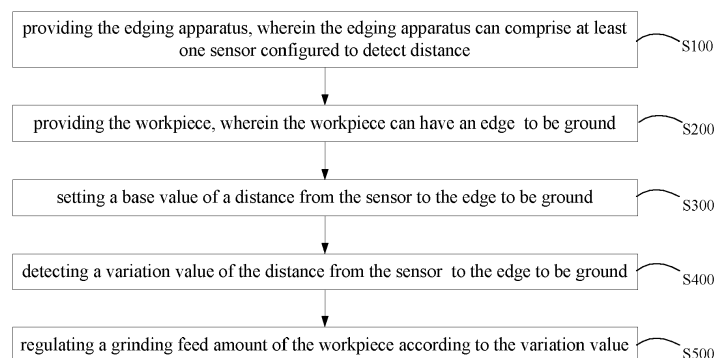 providing the edging apparatus, wherein the edging apparatus can comprise at least
one sensor configured to detect distance
S100
providing the workpiece, wherein the workpiece can have an edge to be ground
S200
setting a base value of a distance from the sensor to the edge to be ground
S300
detecting a variation value of the distance from the sensor to the edge to be ground
S400
regulating a grinding feed amount of the workpiece according to the variation value
S500